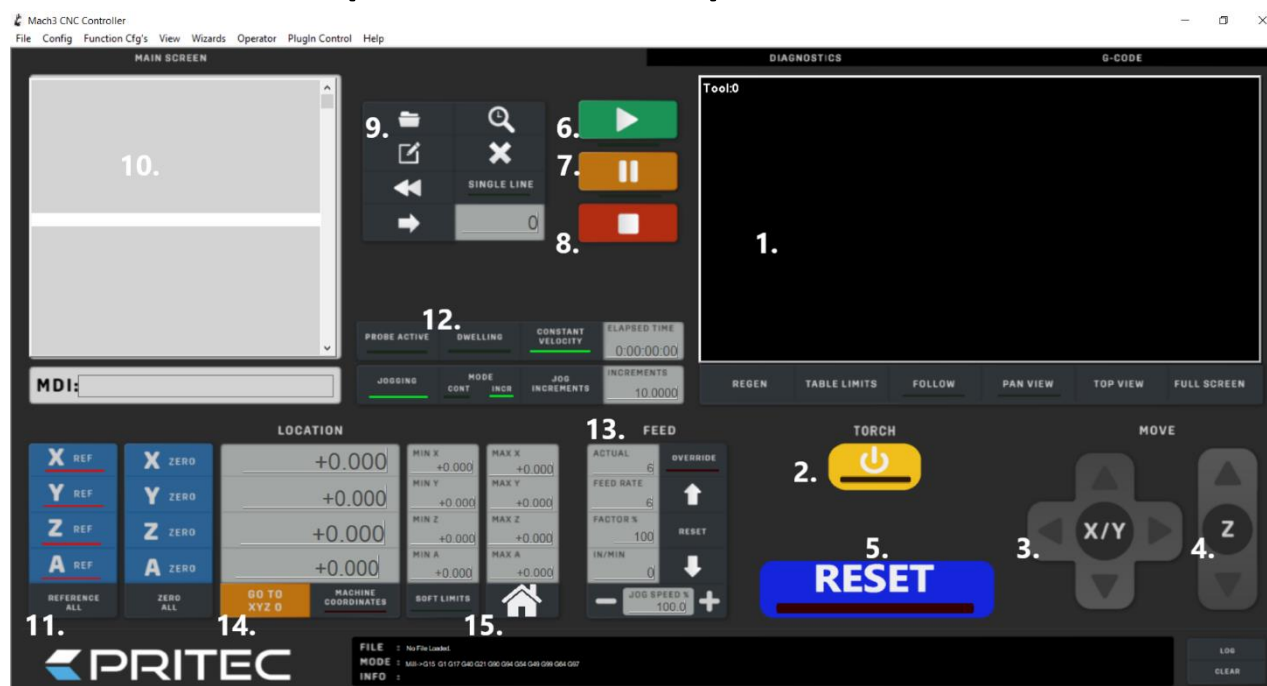 Mach3 CNC Controller
File Config Function Cfg's View Wizards Operator PlugIn Control Help
MAIN SCREEN
DIAGNOSTICS
G-CODE
10.
MDI:
9.
SINGLE LINE
0
6.
7.
8.
12.
PROBE ACTIVE
DWELLING
CONSTANT
VELOCITY
ELAPSED TIME
0:00:00:00
JOGGING
MODE
CONT INCR
JOG
INCREMENTS
INCREMENTS
10.0000
Tool:0
1.
REGEN
TABLE LIMITS
FOLLOW
PAN VIEW
TOP VIEW
FULL SCREEN
LOCATION
X REF
X ZERO
+0.000
Y REF
Y ZERO
+0.000
Z REF
Z ZERO
+0.000
A REF
A ZERO
+0.000
REFERENCE
ALL
ZERO
ALL
GO TO
XYZ 0
MACHINE
COORDINATES
11.
14.
MIN X
+0.000
MAX X
+0.000
MIN Y
+0.000
MAX Y
+0.000
MIN Z
+0.000
MAX Z
+0.000
MIN A
+0.000
MAX A
+0.000
SOFT LIMITS
15.
13. FEED
ACTUAL
6
OVERRIDE
FEED RATE
6
FACTOR %
100
RESET
IN/MIN
0
JOG SPEED %
100.0
TORCH
2.
5.
RESET
MOVE
3.
X/Y
4.
Z
PRITEC
FILE : No File Loaded.
MODE : Mill->G15 G1 G17 G40 G21 G90 G94 G54 G49 G99 G64 G97
INFO :
LOG
CLEAR